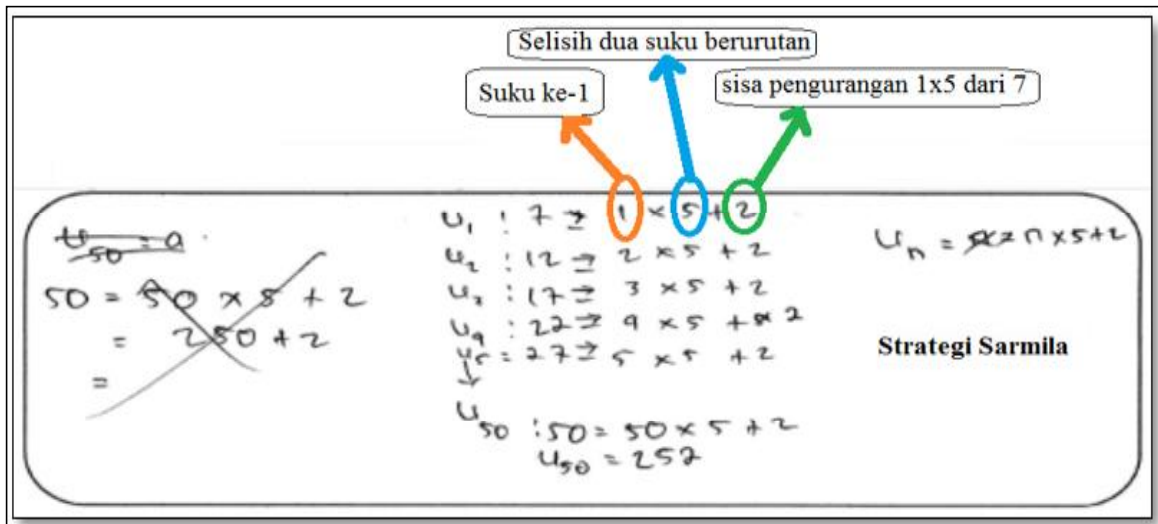 Selisih dua suku berurutan
Suku ke-1
sisa pengurangan 1x5 dari 7
U50 = a
50 = 50 x 5 + 2
= 250 + 2
=
U1 : 7 ⇒ 1 x 5 + 2
U2 : 12 ⇒ 2 x 5 + 2
U3 : 17 ⇒ 3 x 5 + 2
U4 : 22 ⇒ 4 x 5 + 2
U5 = 27 ⇒ 5 x 5 + 2
↓
U50 : 50 = 50 x 5 + 2
U50 = 252
Un = n x 5 + 2
Strategi Sarmila